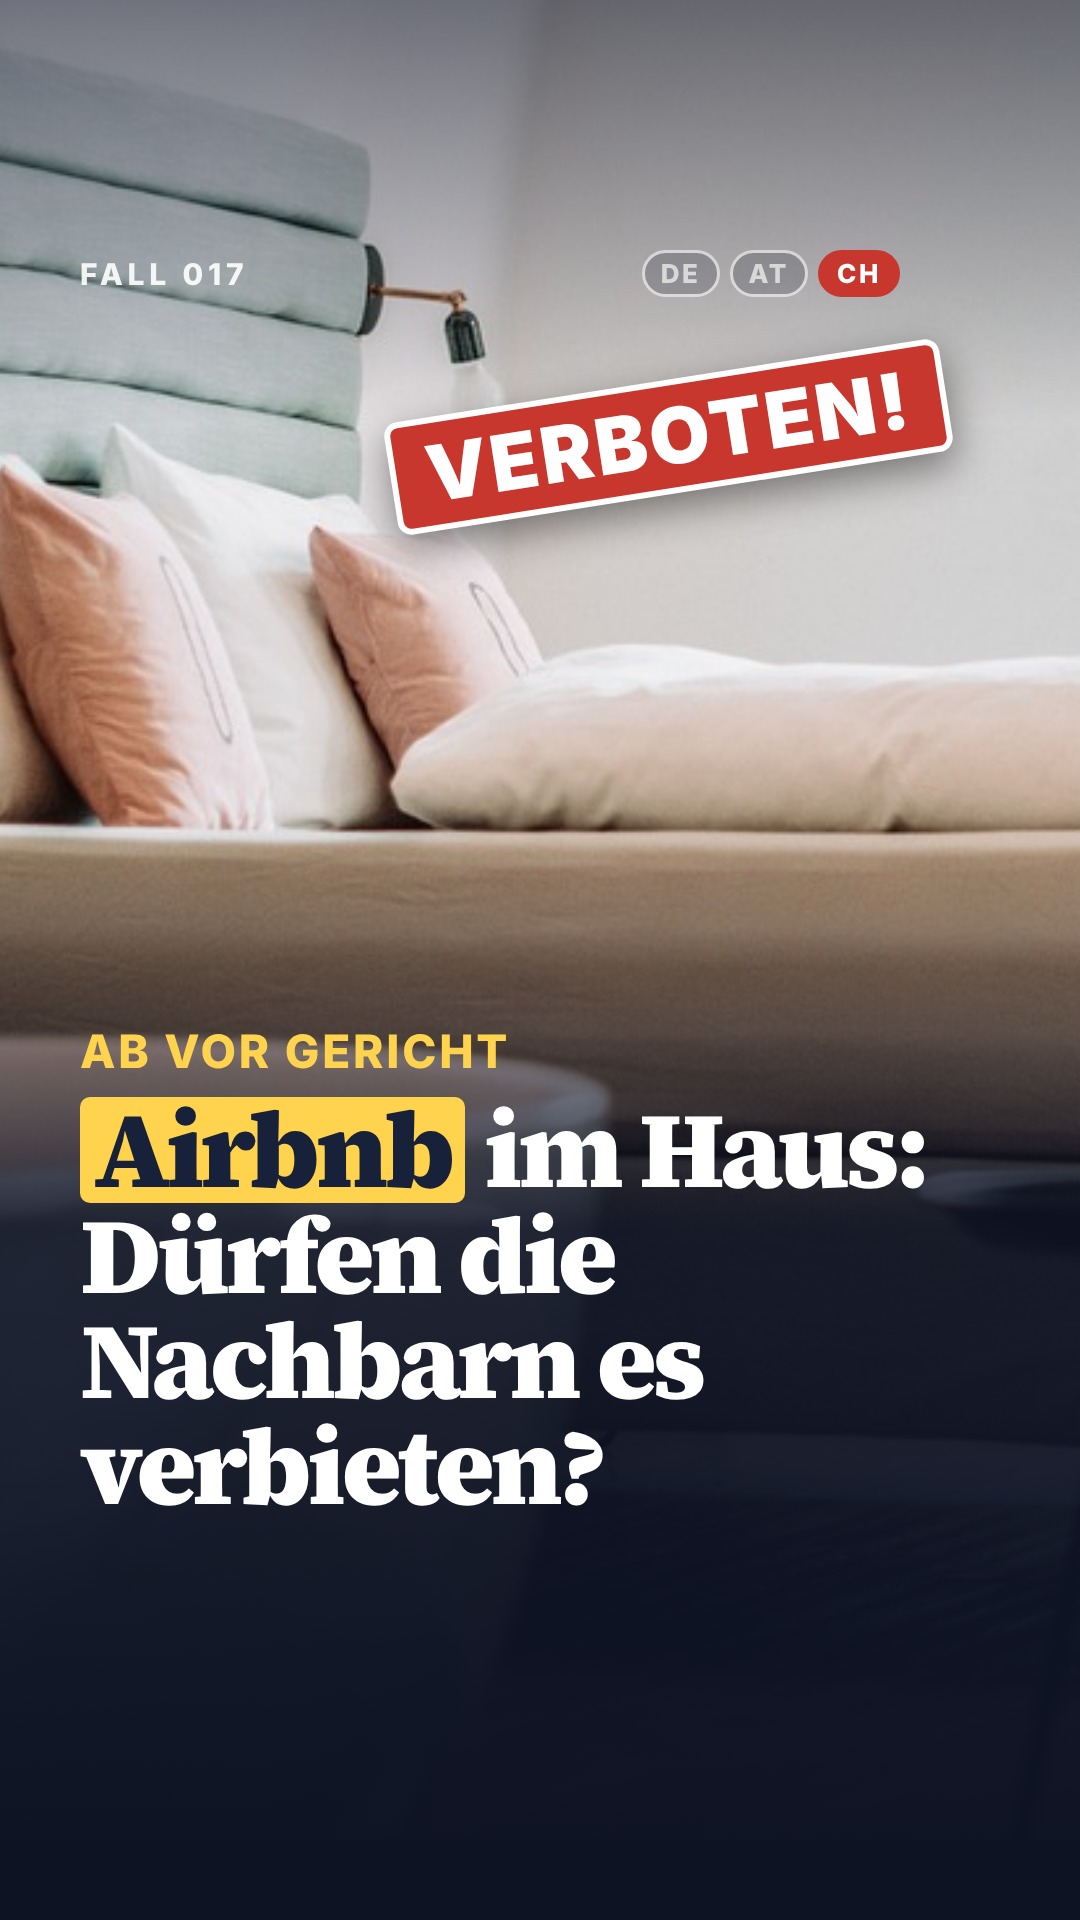 FALL 017
DE AT CH
VERBOTEN!
AB VOR GERICHT
Airbnb im Haus:
Dürfen die
Nachbarn es
verbieten?